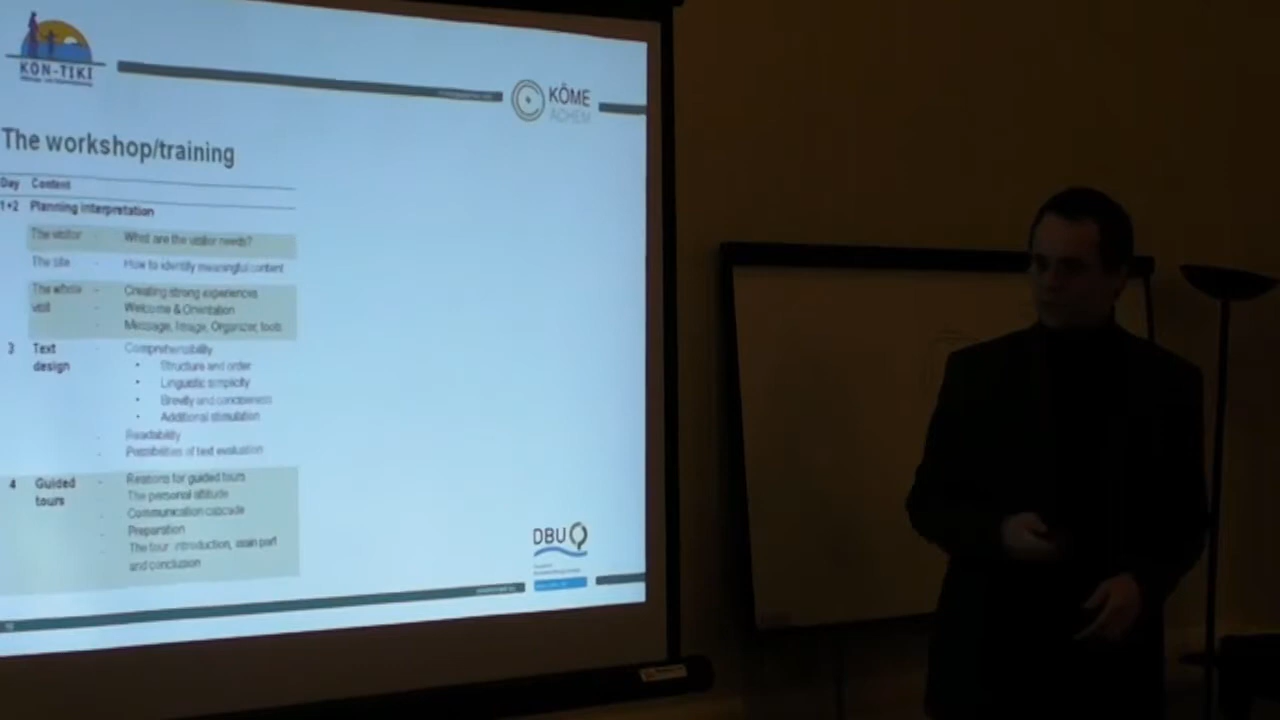 KON-TIKI
KÖME
ACHEM
The workshop/training
Day Content
1+2 Planning interpretation
The visitor - What are the visitor needs?
The site - How to identify meaningful content
The whole - Creating strong experiences
visit - Welcome & Orientation
- Message, Image, Organizer, tools
3 Text - Comprehensibility
design • Structure and order
• Linguistic simplicity
• Brevity and conciseness
• Additional stimulation
- Readability
- Possibilities of text evaluation
4 Guided - Reasons for guided tours
tours - The personal attitude
- Communication cascade
- Preparation
- The tour: introduction, main part
and conclusion
DBU